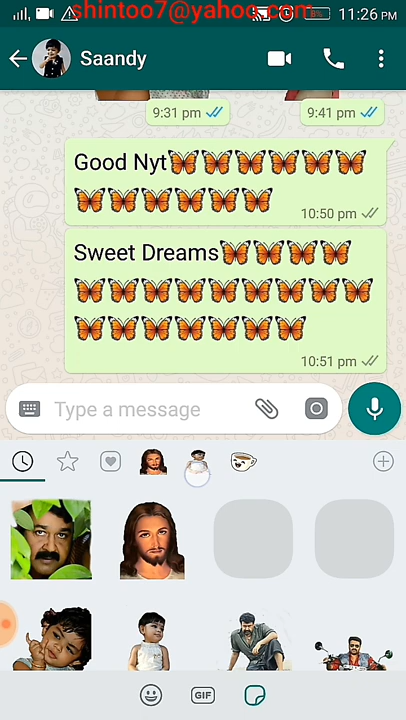 shintoo7@yahoo.com
8%
11:26 PM
Saandy
9:31 pm
9:41 pm
Good Nyt
10:50 pm
Sweet Dreams
10:51 pm
Type a message
GIF